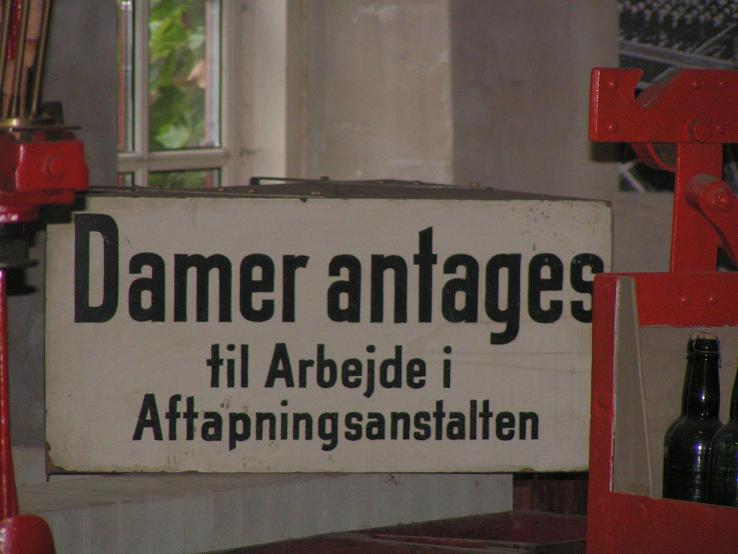 Damer antages
til Arbejde i
Aftapningsanstalten